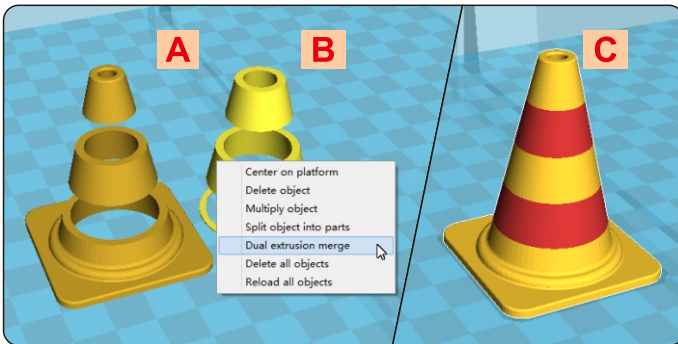 A
B
C
Center on platform
Delete object
Multiply object
Split object into parts
Dual extrusion merge
Delete all objects
Reload all objects